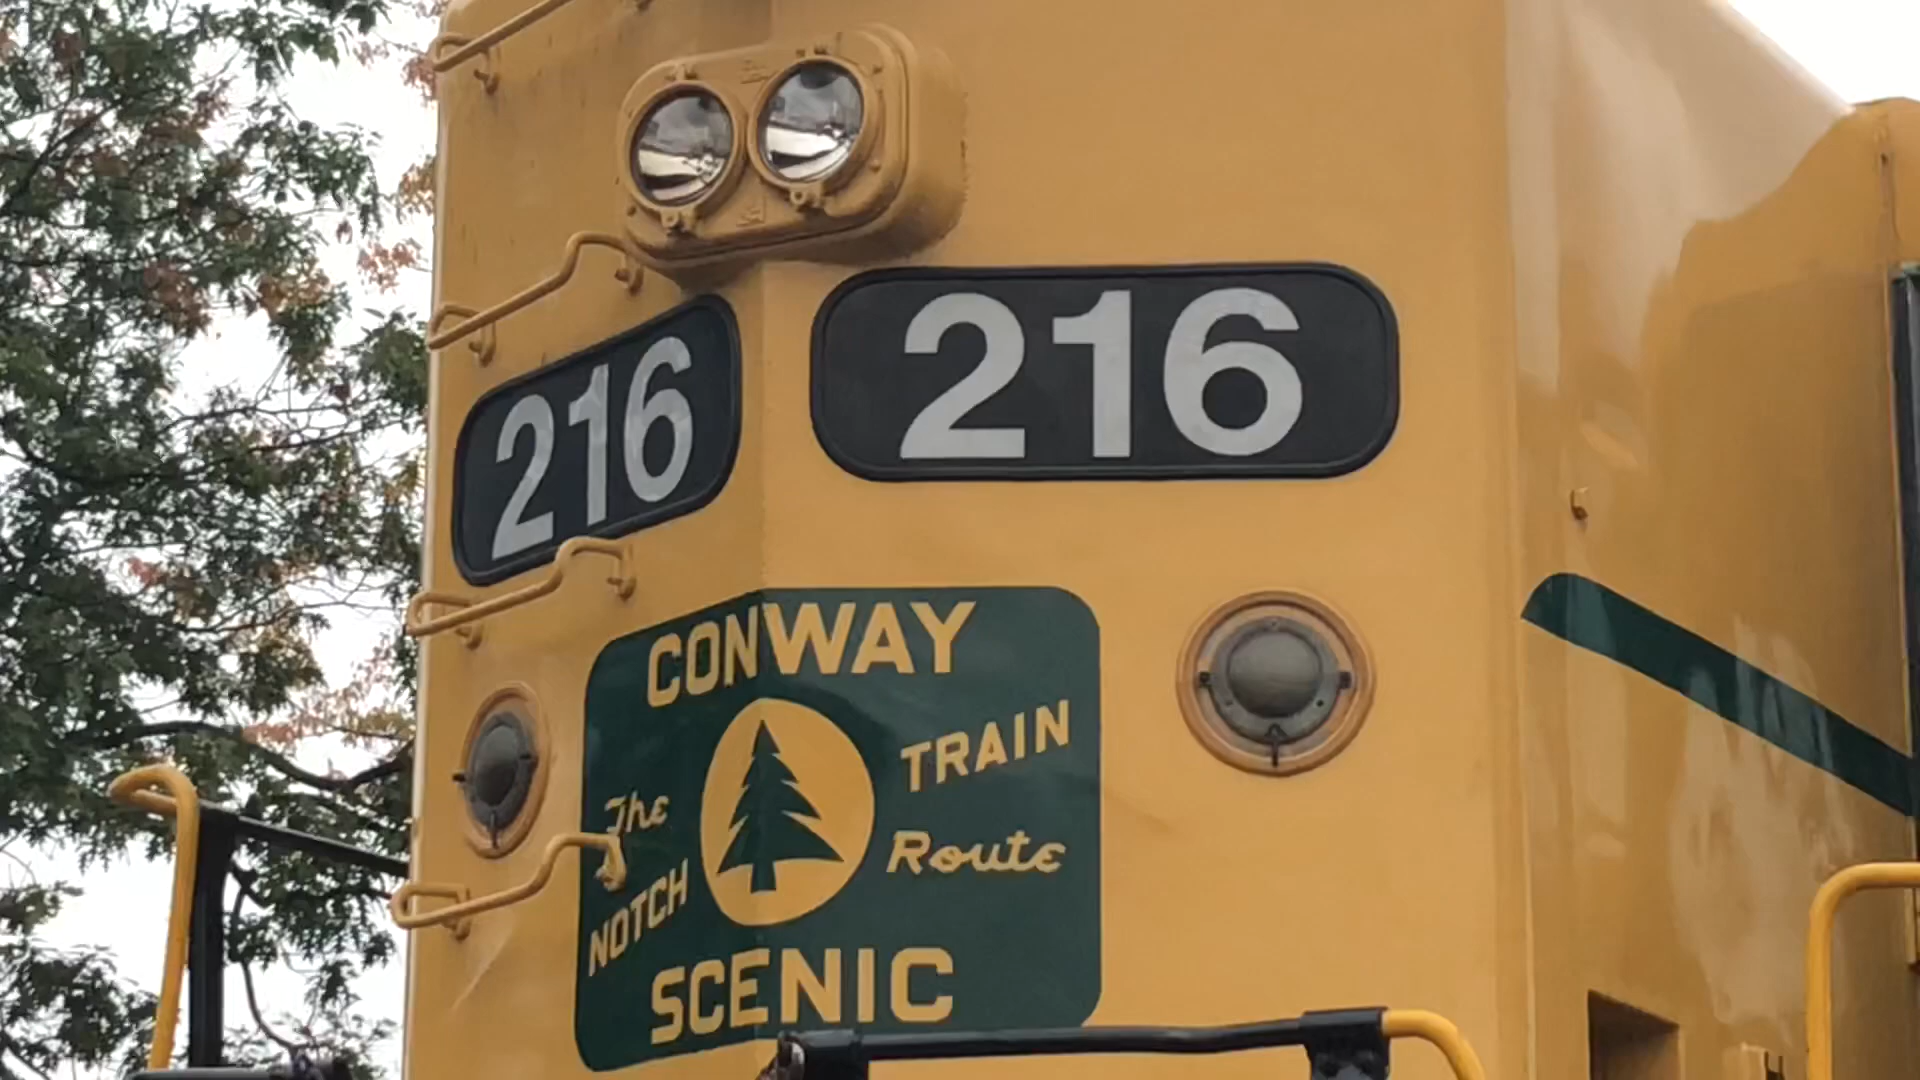 216
216
CONWAY
The
NOTCH
TRAIN
Route
SCENIC